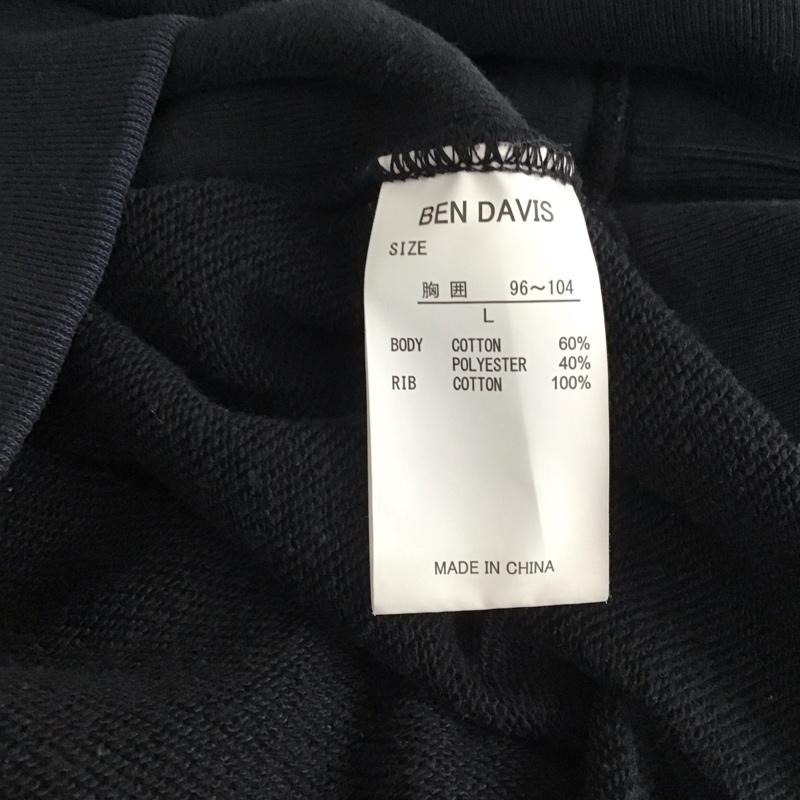 BEN DAVIS
SIZE
胸囲 96～104
L
BODY COTTON 60%
POLYESTER 40%
RIB COTTON 100%
MADE IN CHINA